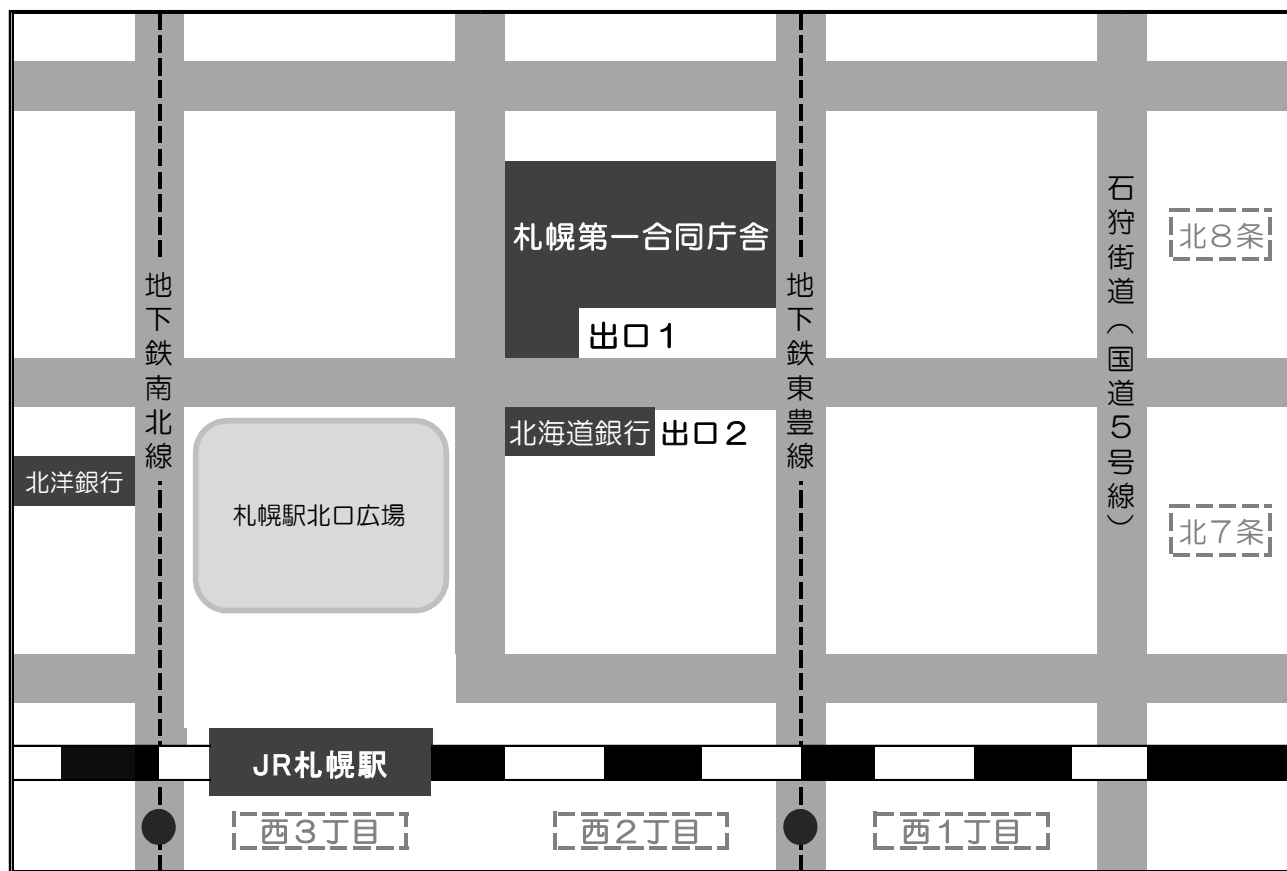 札幌第一合同庁舎
出口１
地下鉄南北線
地下鉄東豊線
石狩街道（国道５号線）
北８条
北海道銀行
出口２
北洋銀行
札幌駅北口広場
北７条
JR札幌駅
西３丁目
西２丁目
西１丁目